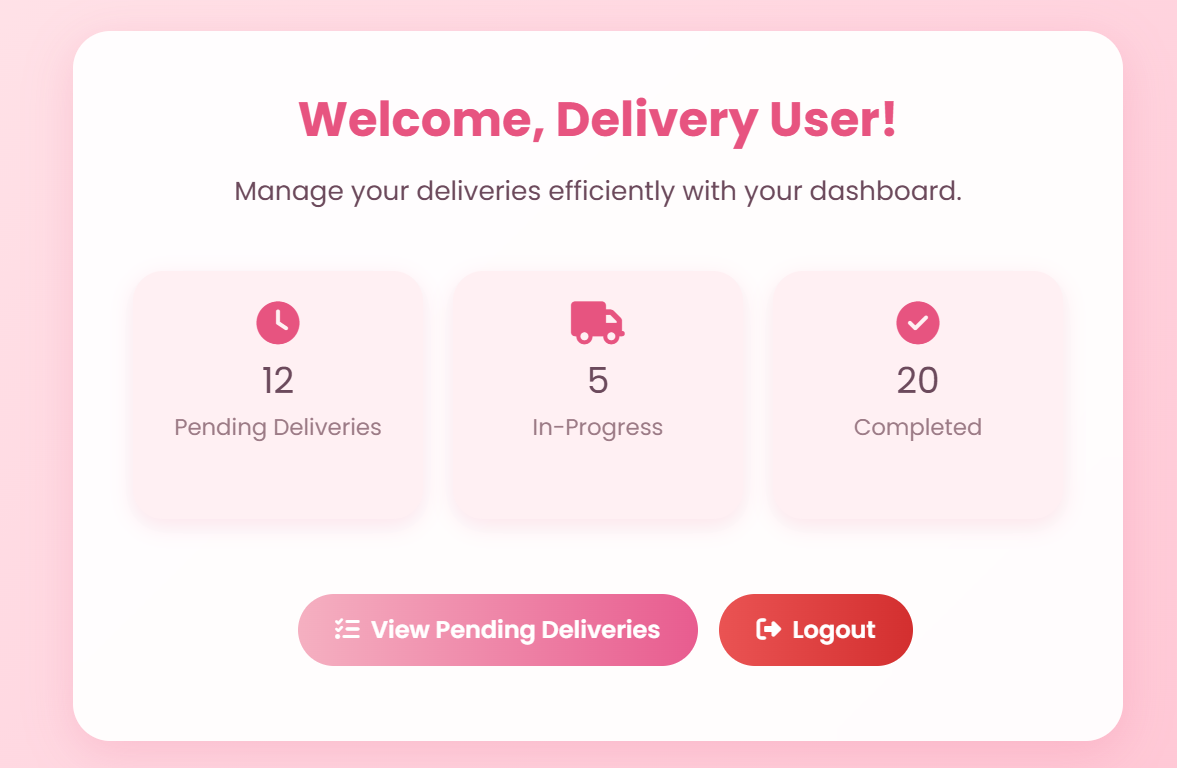 Welcome, Delivery User!
Manage your deliveries efficiently with your dashboard.
12
Pending Deliveries
5
In-Progress
20
Completed
View Pending Deliveries
Logout